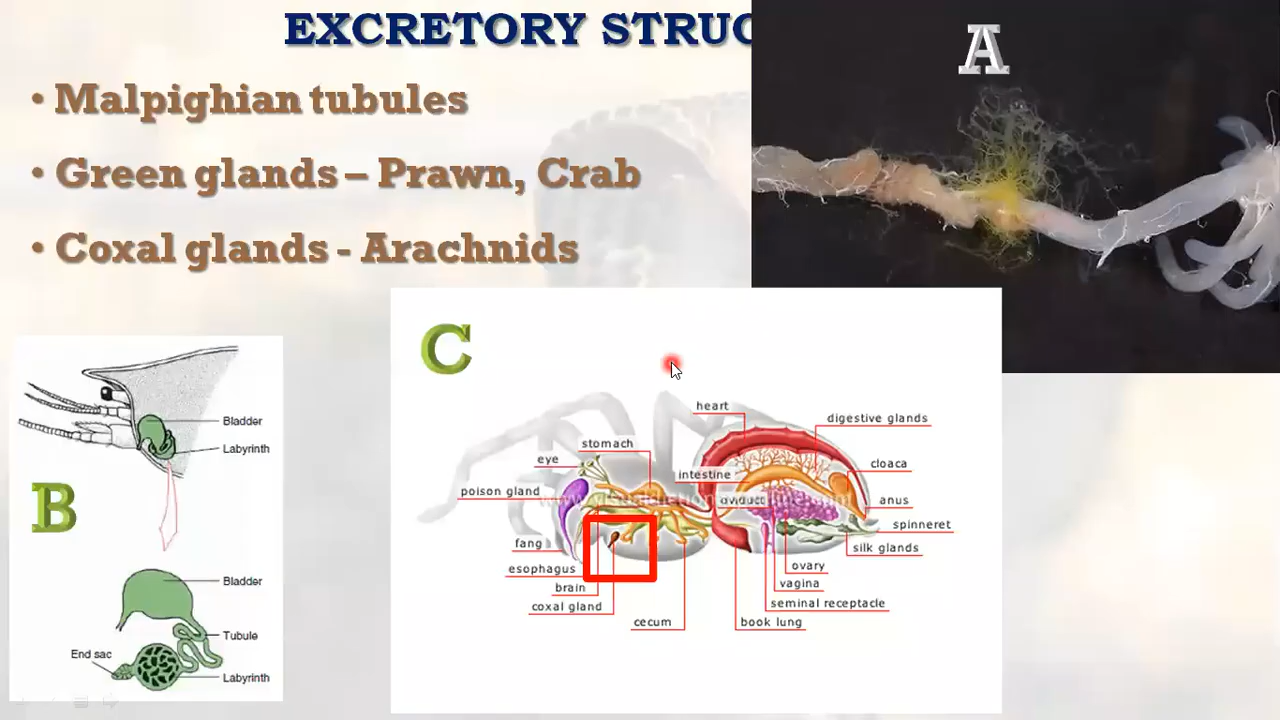 EXCRETORY STRUC
A
• Malpighian tubules
• Green glands – Prawn, Crab
• Coxal glands - Arachnids
C
heart
digestive glands
stomach
eye
cloaca
intestine
poison gland
oviduct
anus
spinneret
fang
silk glands
esophagus
ovary
brain
vagina
coxal gland
seminal receptacle
cecum
book lung
Bladder
Labyrinth
B
Bladder
Tubule
End sac
Labyrinth